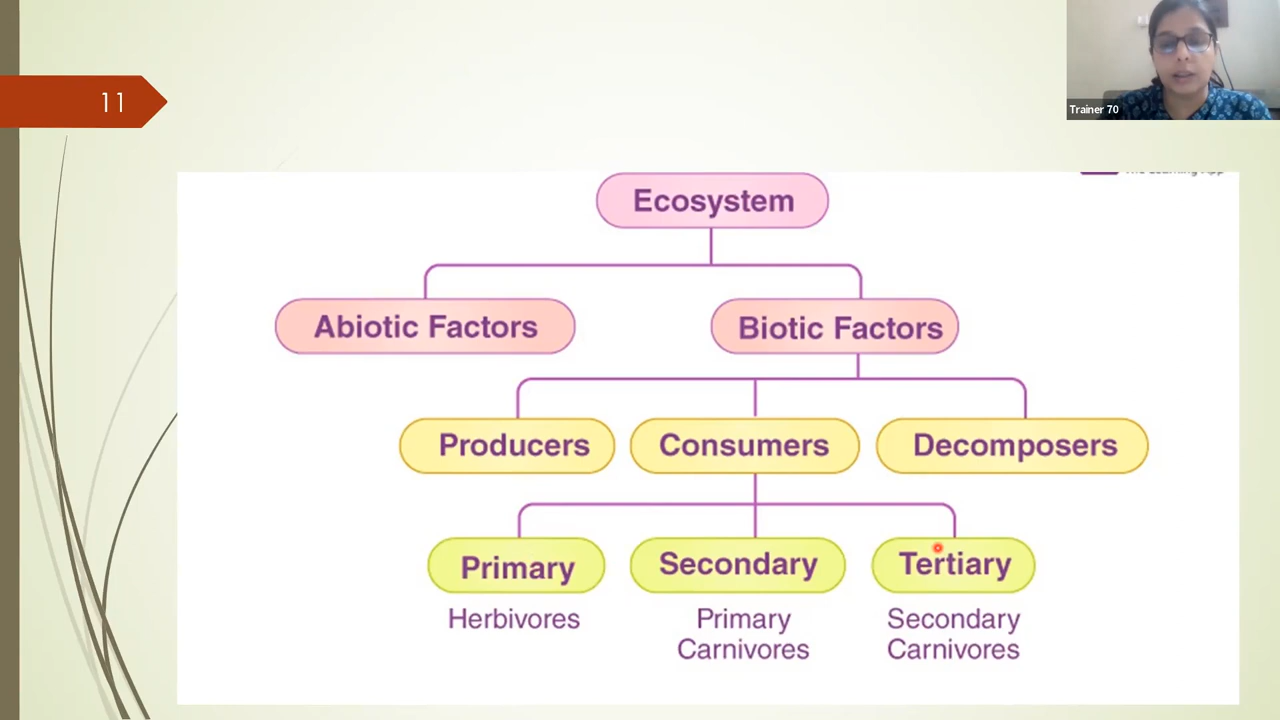 11
Trainer 70
Ecosystem
Abiotic Factors
Biotic Factors
Producers
Consumers
Decomposers
Primary
Secondary
Tertiary
Herbivores
Primary
Carnivores
Secondary
Carnivores